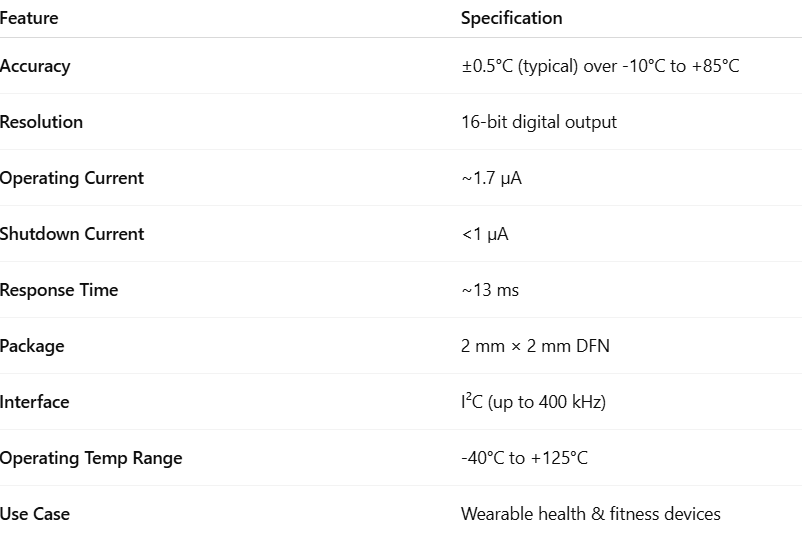 Feature Specification
Accuracy ±0.5°C (typical) over -10°C to +85°C
Resolution 16-bit digital output
Operating Current ~1.7 µA
Shutdown Current <1 µA
Response Time ~13 ms
Package 2 mm × 2 mm DFN
Interface I²C (up to 400 kHz)
Operating Temp Range -40°C to +125°C
Use Case Wearable health & fitness devices